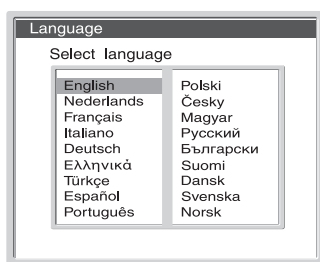 Language
Select language
English
Nederlands
Français
Italiano
Deutsch
Ελληνικά
Türkçe
Español
Português
Polski
Česky
Magyar
Русский
Български
Suomi
Dansk
Svenska
Norsk